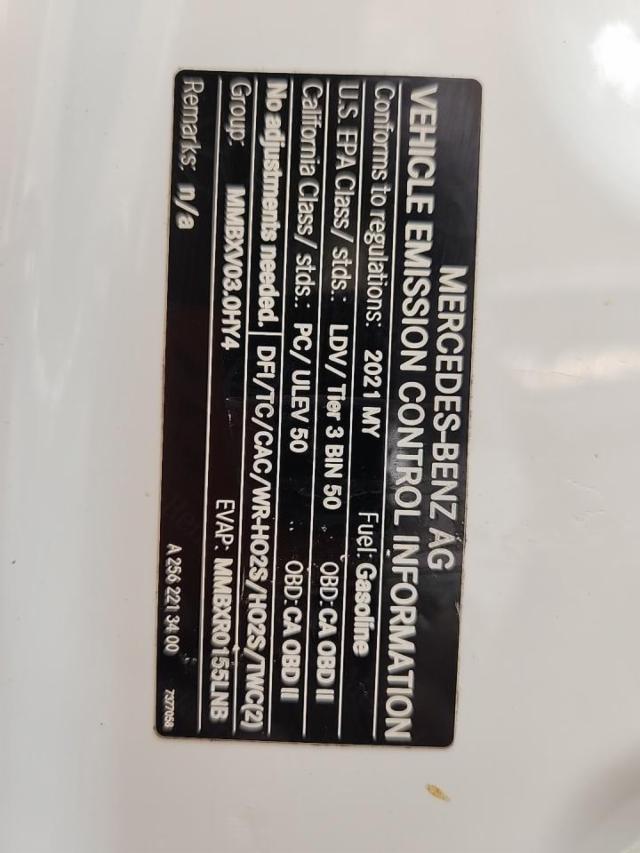 MERCEDES-BENZ AG
VEHICLE EMISSION CONTROL INFORMATION
Conforms to regulations: 2021 MY Fuel: Gasoline
U.S. EPA Class/ stds.: LDV/ Tier 3 BIN 50 OBD: CA OBD II
California Class/ stds.: PC/ ULEV 50 OBD: CA OBD II
No adjustments needed. DFI/TC/CAC/WR-HO2S/HO2S/TWC(2)
Group: MMBXV03.0HY4 EVAP: MMBXR0155LNB
Remarks: n/a
A 256 221 34 00 7377058